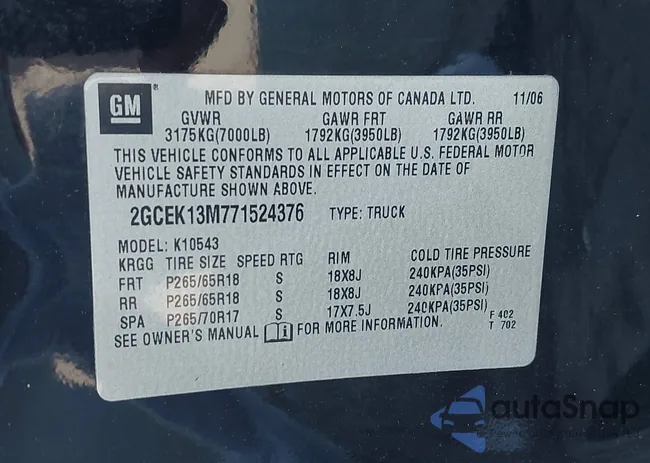 GM ® MFD BY GENERAL MOTORS OF CANADA LTD. 11/06
GVWR GAWR FRT GAWR RR
3175KG(7000LB) 1792KG(3950LB) 1792KG(3950LB)
THIS VEHICLE CONFORMS TO ALL APPLICABLE U.S. FEDERAL MOTOR
VEHICLE SAFETY STANDARDS IN EFFECT ON THE DATE OF
MANUFACTURE SHOWN ABOVE.
2GCEK13M771524376 TYPE: TRUCK
MODEL: K10543
KRGG TIRE SIZE SPEED RTG RIM COLD TIRE PRESSURE
FRT P265/65R18 S 18X8J 240KPA(35PSI)
RR P265/65R18 S 18X8J 240KPA(35PSI)
SPA P265/70R17 S 17X7.5J 240KPA(35PSI)
SEE OWNER'S MANUAL FOR MORE INFORMATION.
F 402
T 702
autoSnap